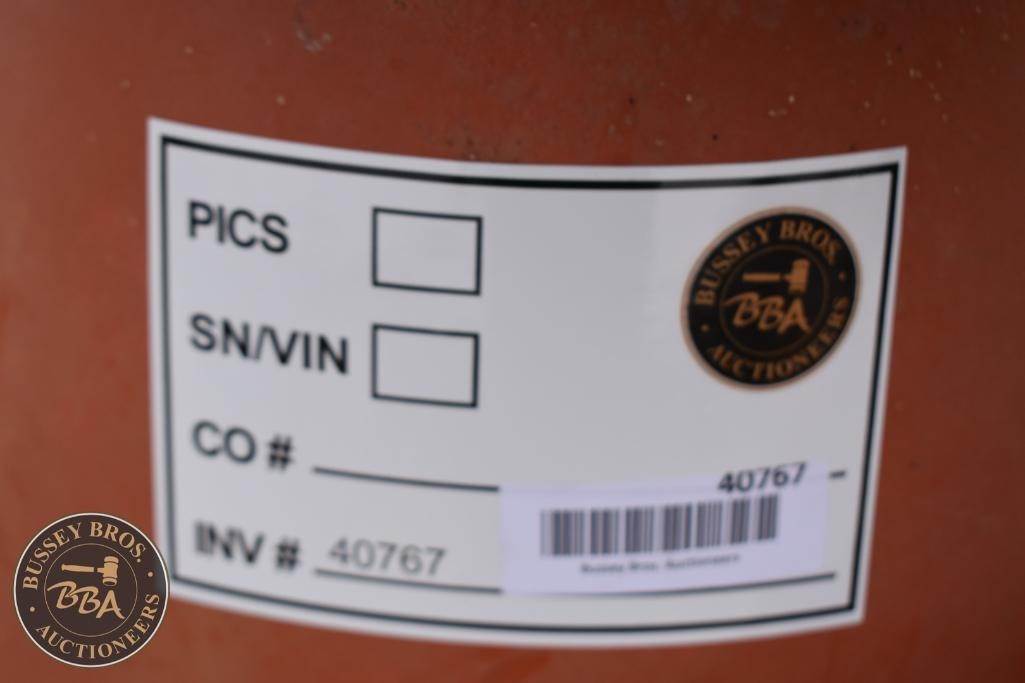 PICS
SN/VIN
CO #
INV # 40767
40767
Bussey Bros. Auctioneers
BUSSEY BROS.
BBA
AUCTIONEERS
BUSSEY BROS.
BBA
AUCTIONEERS